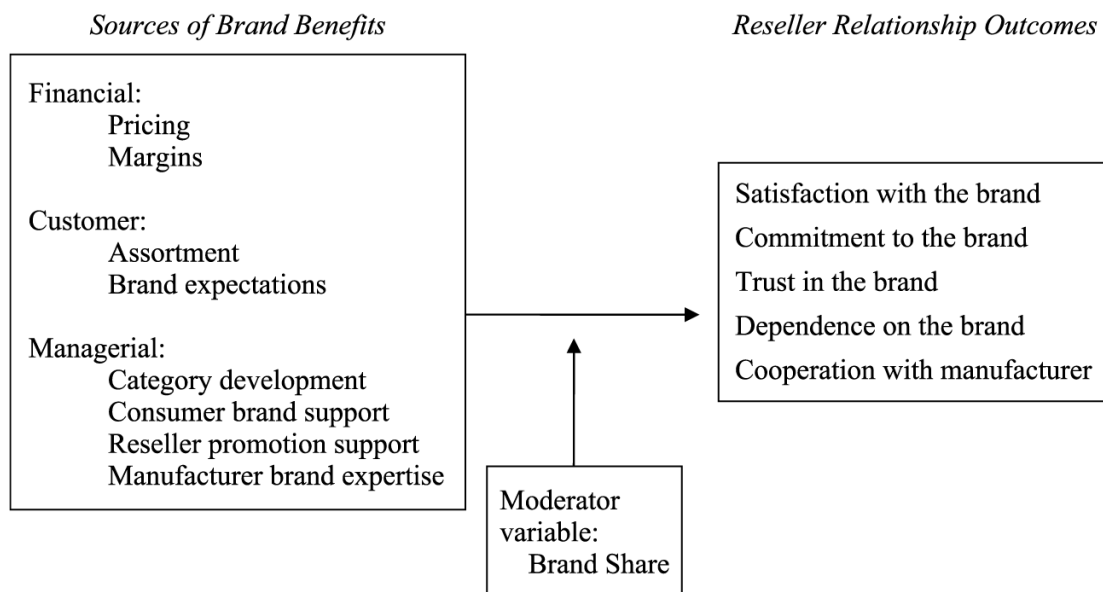 Sources of Brand Benefits
Financial:
Pricing
Margins
Customer:
Assortment
Brand expectations
Managerial:
Category development
Consumer brand support
Reseller promotion support
Manufacturer brand expertise
Moderator
variable:
Brand Share
Reseller Relationship Outcomes
Satisfaction with the brand
Commitment to the brand
Trust in the brand
Dependence on the brand
Cooperation with manufacturer